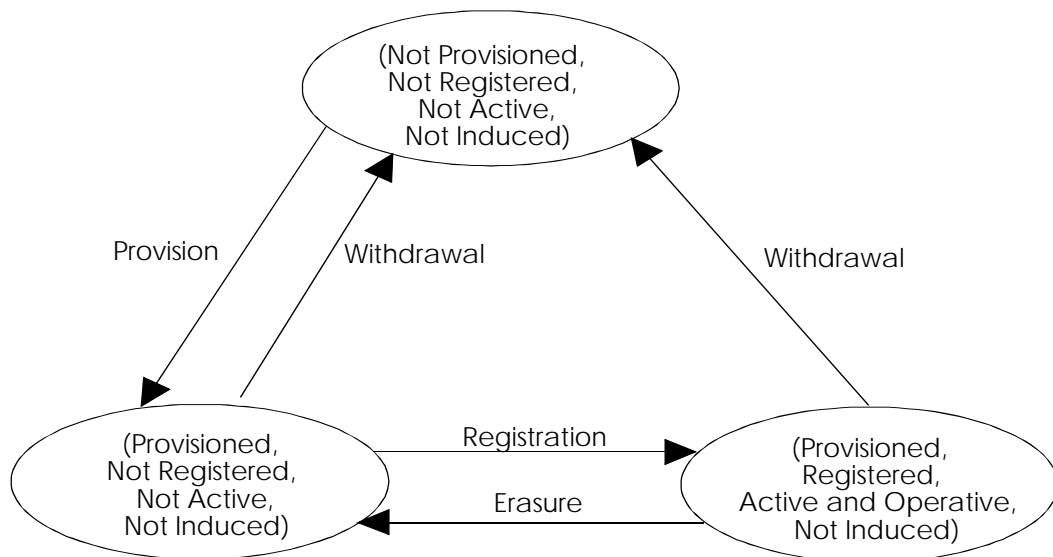 (Not Provisioned,
Not Registered,
Not Active,
Not Induced)
Provision
Withdrawal
Withdrawal
(Provisioned,
Not Registered,
Not Active,
Not Induced)
Registration
Erasure
(Provisioned,
Registered,
Active and Operative,
Not Induced)